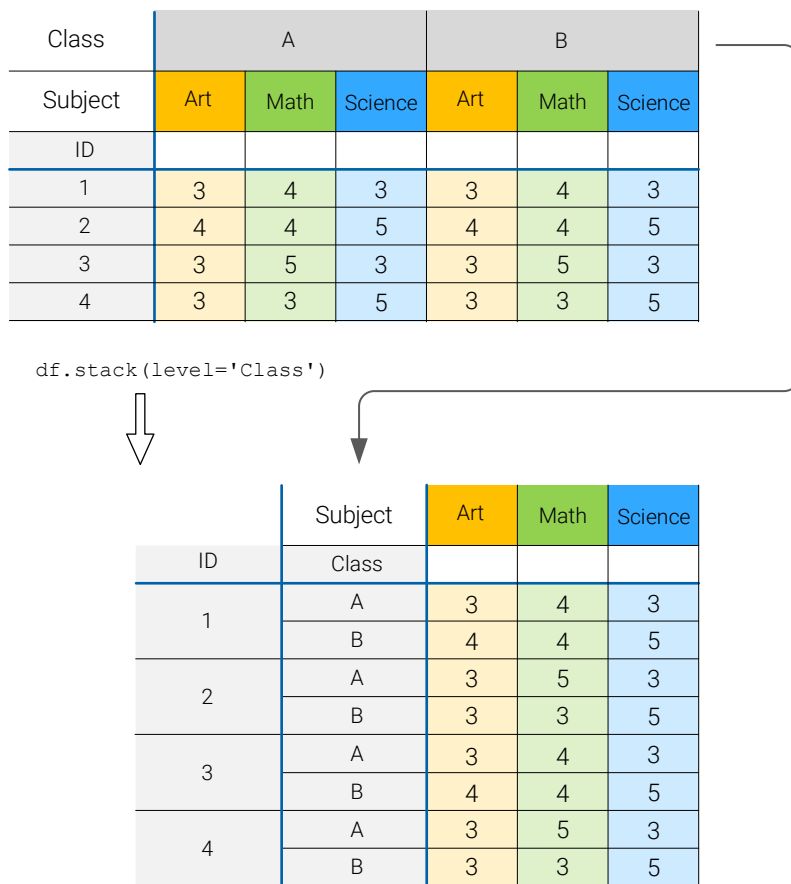 Class A B
Subject Art Math Science Art Math Science
ID
1 3 4 3 3 4 3
2 4 4 5 4 4 5
3 3 5 3 3 5 3
4 3 3 5 3 3 5
df.stack(level='Class')
Subject Art Math Science
ID Class
1 A 3 4 3
B 4 4 5
2 A 3 5 3
B 3 3 5
3 A 3 4 3
B 4 4 5
4 A 3 5 3
B 3 3 5